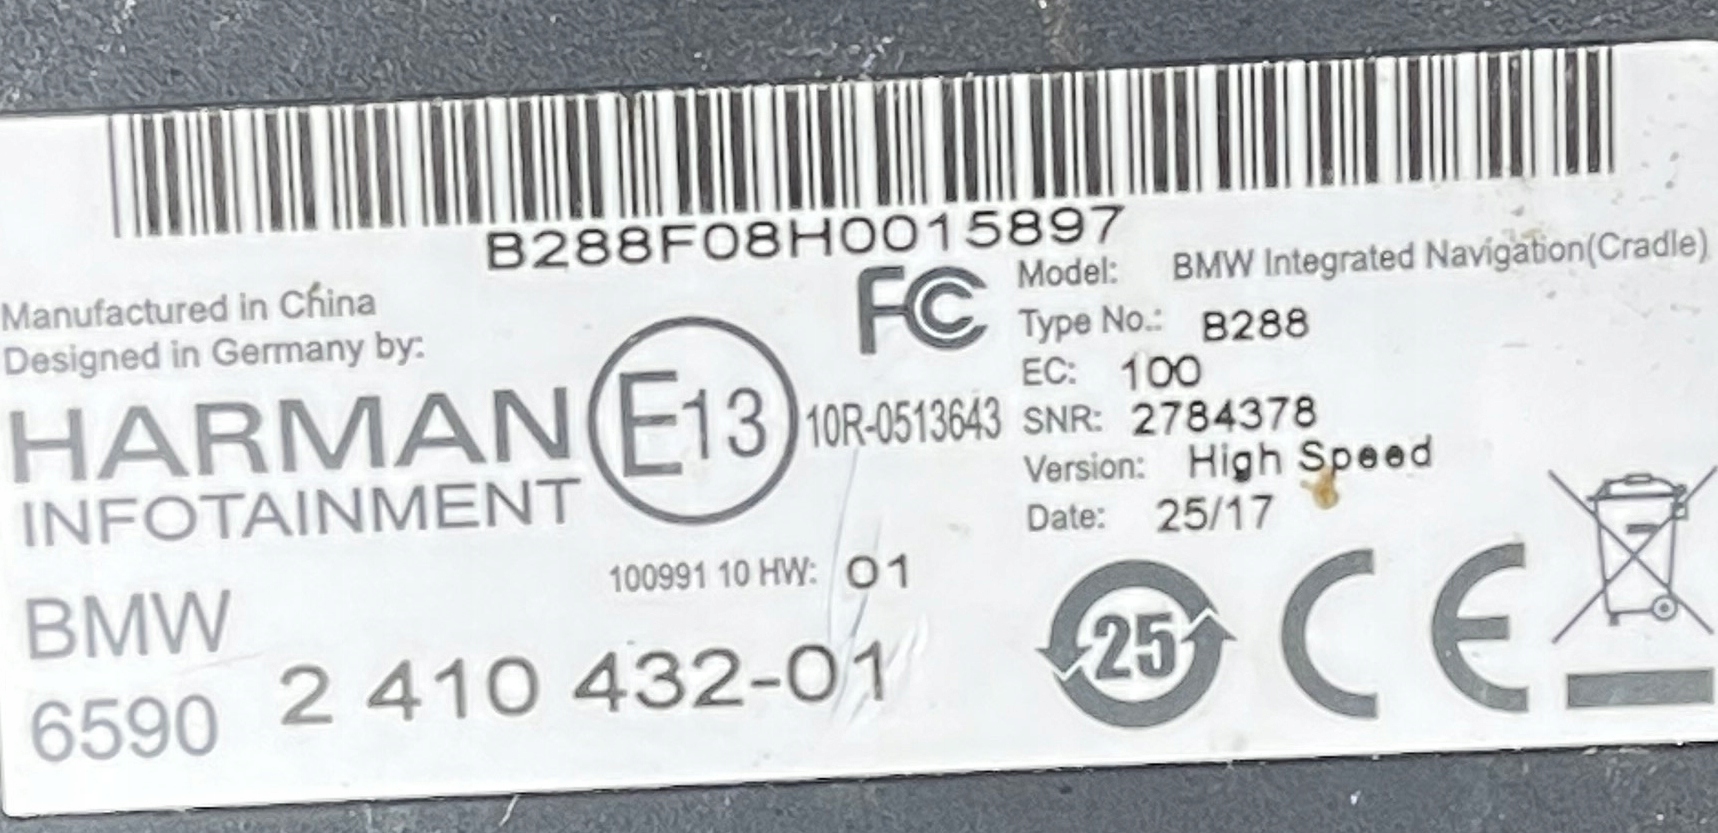 B288F08H0015897
Manufactured in China
Designed in Germany by:
HARMAN
INFOTAINMENT
E13
10R-0513643
FC
Model: BMW Integrated Navigation(Cradle)
Type No.: B288
EC: 100
SNR: 2784378
Version: High Speed
Date: 25/17
100991 10 HW: 01
BMW
6590 2 410 432-01
25
CE